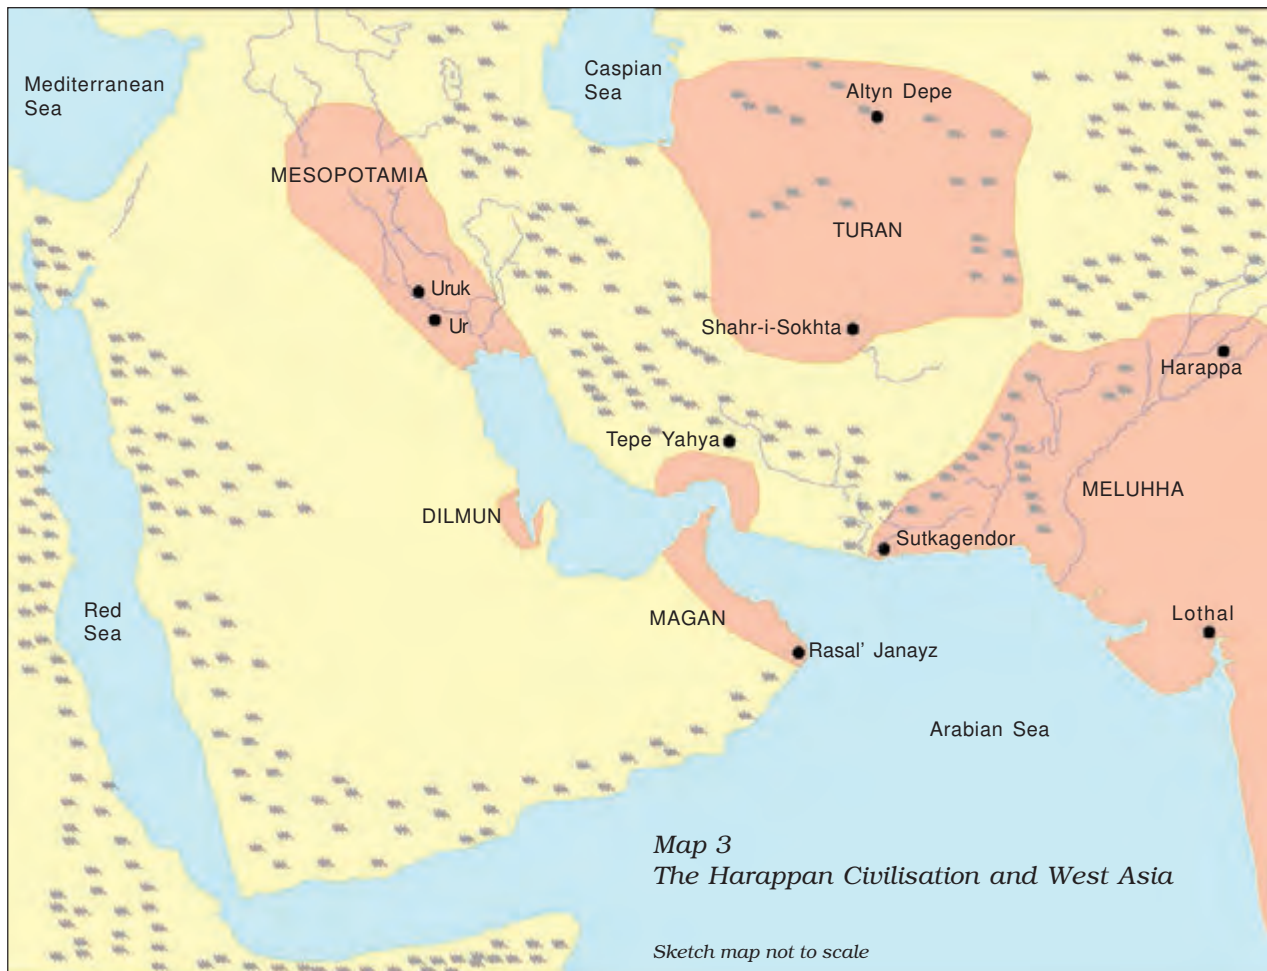 Mediterranean
Sea
Caspian
Sea
Altyn Depe
MESOPOTAMIA
TURAN
Uruk
Ur
Shahr-i-Sokhta
Harappa
Tepe Yahya
MELUHHA
DILMUN
Sutkagendor
Red
Sea
MAGAN
Lothal
Rasal’ Janayz
Arabian Sea
Map 3
The Harappan Civilisation and West Asia
Sketch map not to scale